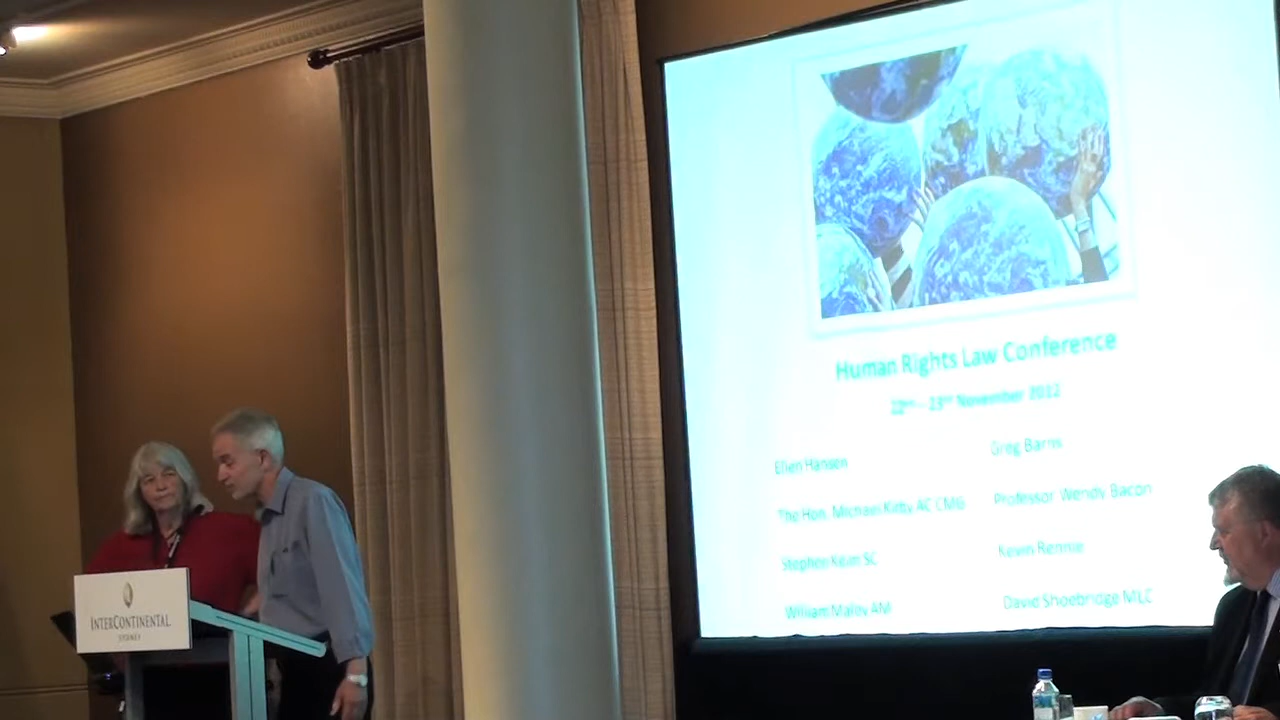 INTERCONTINENTAL
SYDNEY
Human Rights Law Conference
22nd – 23rd November 2012
Ellen Hansen
Greg Barns
The Hon. Michael Kirby AC CMG
Professor Wendy Bacon
Stephen Keim SC
Kevin Rennie
William Maley AM
David Shoebridge MLC